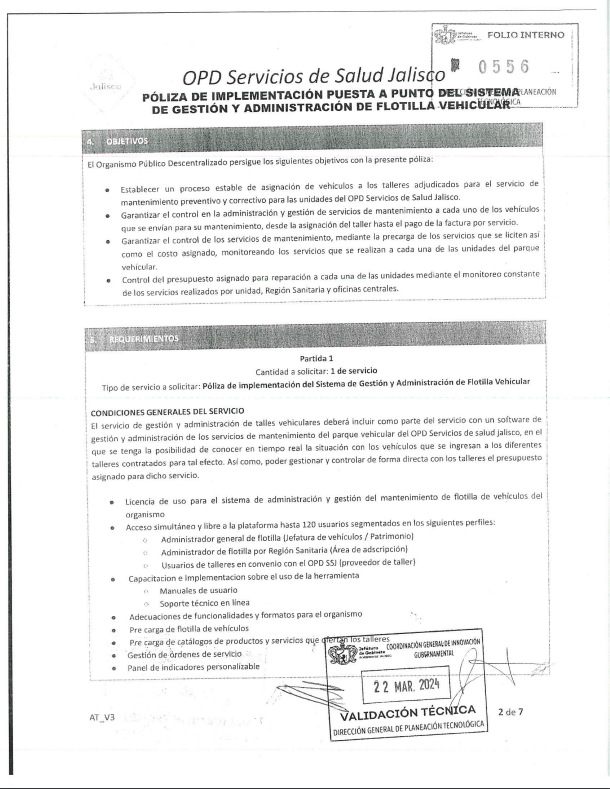 Jefatura de Gabinete
FOLIO INTERNO
0556
Jalisco
OPD Servicios de Salud Jalisco
PÓLIZA DE IMPLEMENTACIÓN PUESTA A PUNTO DEL SISTEMA
PLANEACIÓN
DE GESTIÓN Y ADMINISTRACIÓN DE FLOTILLA VEHICULAR
4. OBJETIVOS
El Organismo Público Descentralizado persigue los siguientes objetivos con la presente póliza:
● Establecer un proceso estable de asignación de vehículos a los talleres adjudicados para el servicio de
mantenimiento preventivo y correctivo para las unidades del OPD Servicios de Salud Jalisco.
● Garantizar el control en la administración y gestión de servicios de mantenimiento a cada uno de los vehículos
que se envían para su mantenimiento, desde la asignación del taller hasta el pago de la factura por servicio.
● Garantizar el control de los servicios de mantenimiento, mediante la precarga de los servicios que se liciten así
como el costo asignado, monitoreando los servicios que se realizan a cada una de las unidades del parque
vehicular.
● Control del presupuesto asignado para reparación a cada una de las unidades mediante el monitoreo constante
de los servicios realizados por unidad, Región Sanitaria y oficinas centrales.
5. REQUERIMIENTOS
Partida 1
Cantidad a solicitar: 1 de servicio
Tipo de servicio a solicitar: Póliza de implementación del Sistema de Gestión y Administración de Flotilla Vehicular
CONDICIONES GENERALES DEL SERVICIO
El servicio de gestión y administración de talles vehiculares deberá incluir como parte del servicio con un software de
gestión y administración de los servicios de mantenimiento del parque vehicular del OPD Servicios de salud jalisco, en el
que se tenga la posibilidad de conocer en tiempo real la situación con los vehículos que se ingresan a los diferentes
talleres contratados para tal efecto. Así como, poder gestionar y controlar de forma directa con los talleres el presupuesto
asignado para dicho servicio.
● Licencia de uso para el sistema de administración y gestión del mantenimiento de flotilla de vehículos del
organismo
● Acceso simultáneo y libre a la plataforma hasta 120 usuarios segmentados en los siguientes perfiles:
○ Administrador general de flotilla (Jefatura de vehículos / Patrimonio)
○ Administrador de flotilla por Región Sanitaria (Área de adscripción)
○ Usuarios de talleres en convenio con el OPD SSJ (proveedor de taller)
● Capacitacion e Implementacion sobre el uso de la herramienta
○ Manuales de usuario
○ Soporte técnico en línea
● Adecuaciones de funcionalidades y formatos para el organismo
● Pre carga de flotilla de vehículos
● Pre carga de catálogos de productos y servicios que ofertan los talleres
● Gestión de órdenes de servicio
● Panel de indicadores personalizable
Jefatura de Gabinete
COORDINACIÓN GENERAL DE INNOVACIÓN
GUBERNAMENTAL
22 MAR. 2024
VALIDACIÓN TÉCNICA
DIRECCIÓN GENERAL DE PLANEACIÓN TECNOLÓGICA
AT_V3
2 de 7